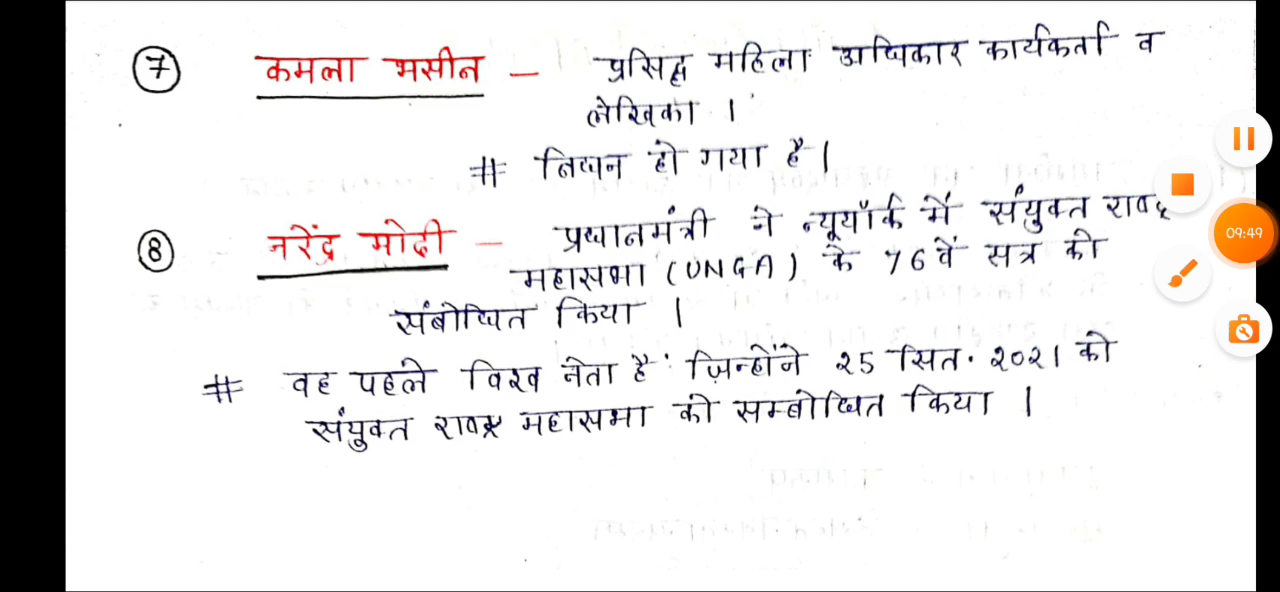 7 कमला भसीन – प्रसिद्ध महिला अधिकार कार्यकर्ता व
लेखिका ।
# निधन हो गया है ।
8 नरेंद्र मोदी – प्रधानमंत्री ने न्यूयॉर्क में संयुक्त राष्ट्र
महासभा (UNGA) के 76 वें सत्र को
संबोधित किया ।
# वह पहले विश्व नेता है जिन्होंने 25 सित. 2021 को
संयुक्त राष्ट्र महासभा को सम्बोधित किया ।
09:49